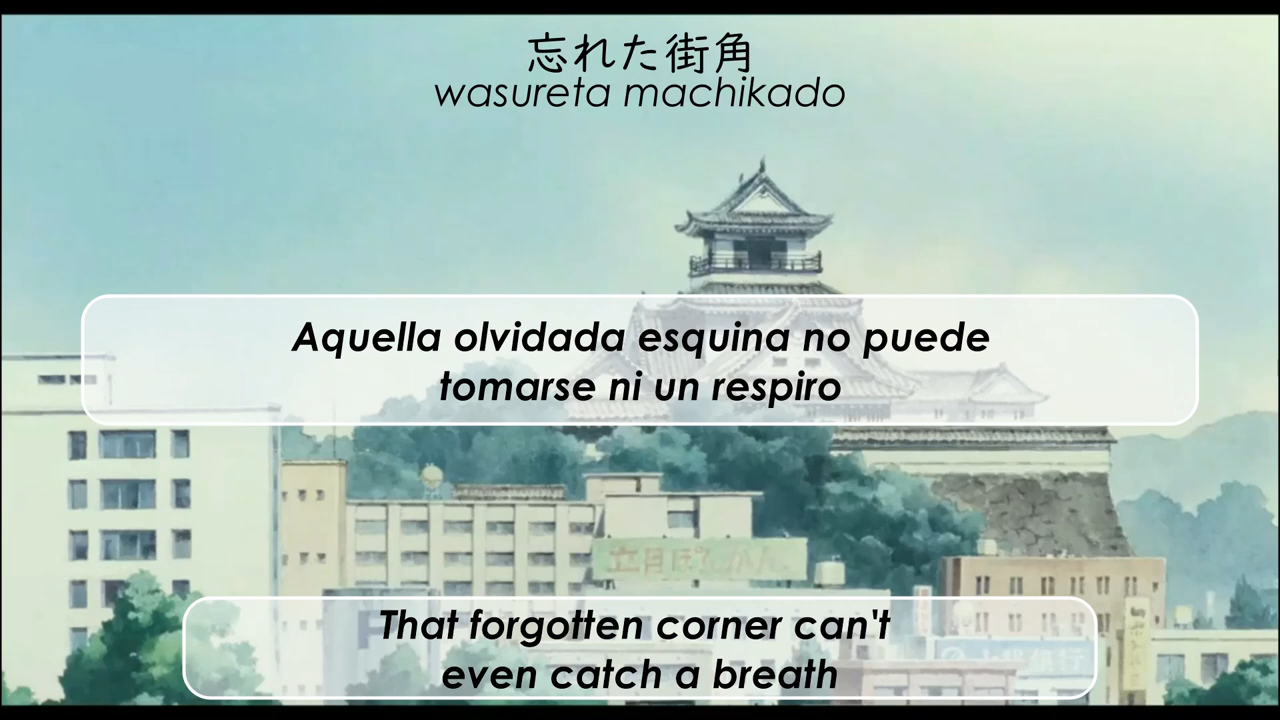 忘れた街角
wasureta machikado
Aquella olvidada esquina no puede
tomarse ni un respiro
That forgotten corner can't
even catch a breath